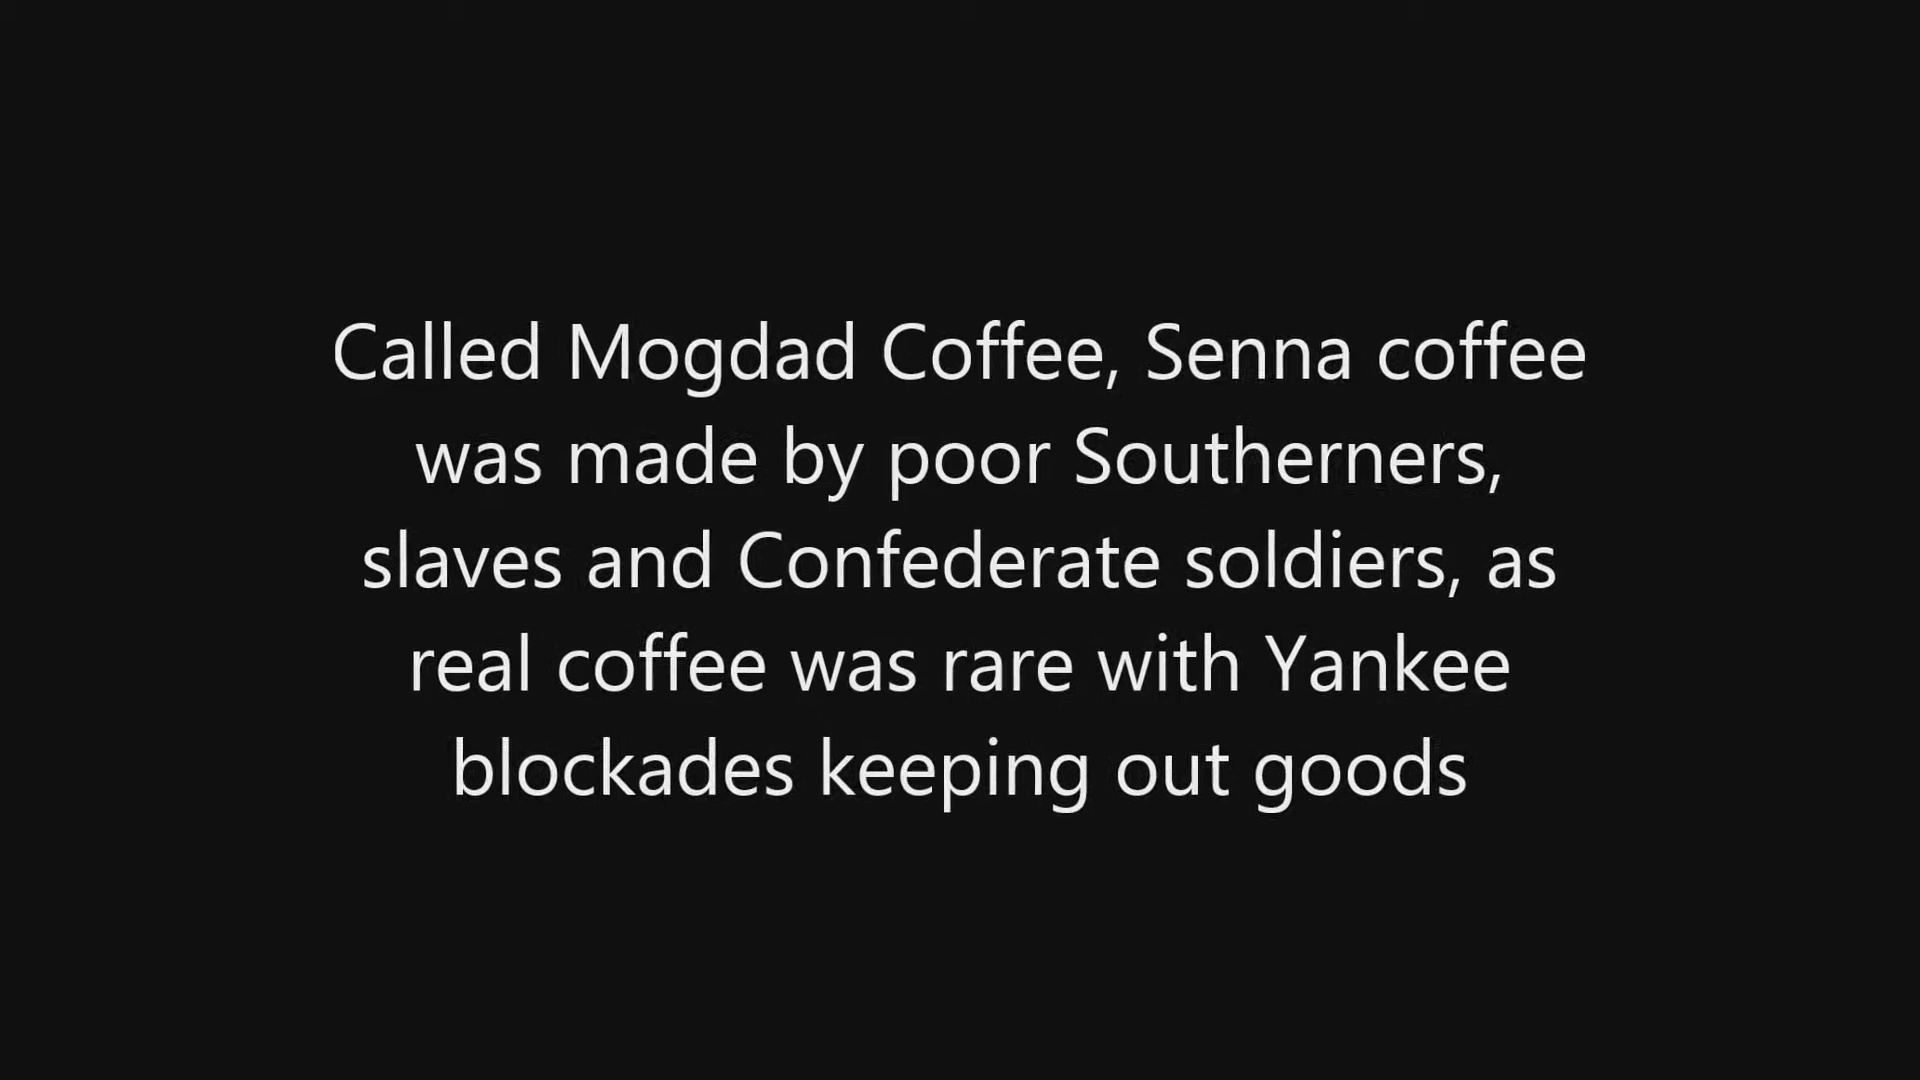 Called Mogdad Coffee, Senna coffee
was made by poor Southerners,
slaves and Confederate soldiers, as
real coffee was rare with Yankee
blockades keeping out goods